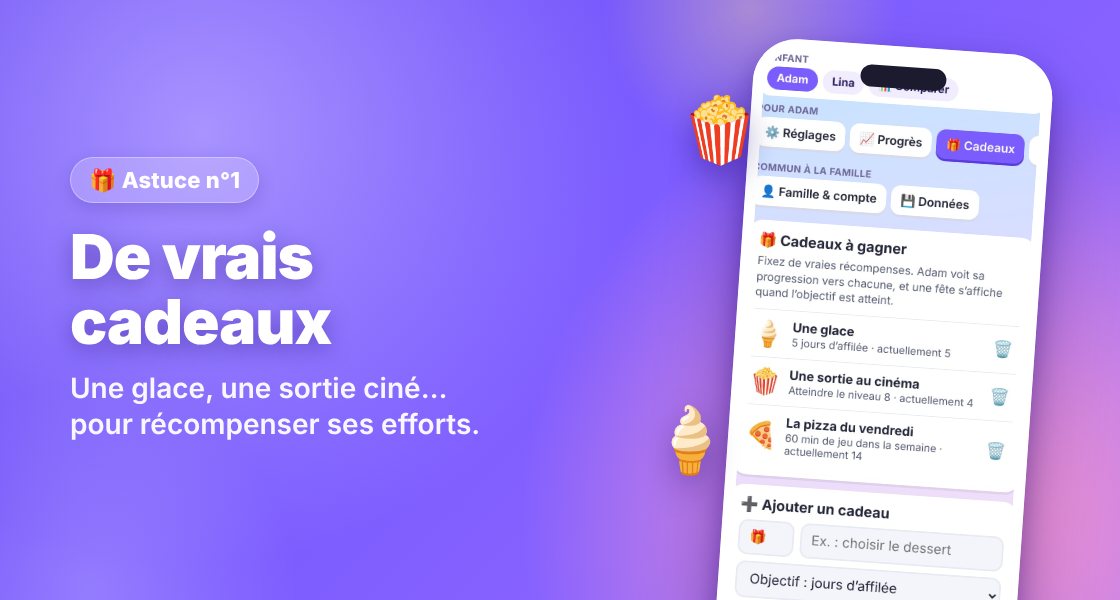 🎁 Astuce n°1
De vrais
cadeaux
Une glace, une sortie ciné…
pour récompenser ses efforts.
Adam Lina
POUR ADAM
⚙️ Réglages 📈 Progrès 🎁 Cadeaux
COMMUN À LA FAMILLE
👤 Famille & compte 💾 Données
🎁 Cadeaux à gagner
Fixez de vraies récompenses. Adam voit sa
progression vers chacune, et une fête s’affiche
quand l’objectif est atteint.
Une glace
5 jours d’affilée · actuellement 5
Une sortie au cinéma
Atteindre le niveau 8 · actuellement 4
La pizza du vendredi
60 min de jeu dans la semaine ·
actuellement 14
➕ Ajouter un cadeau
🎁 Ex. : choisir le dessert
Objectif : jours d’affilée